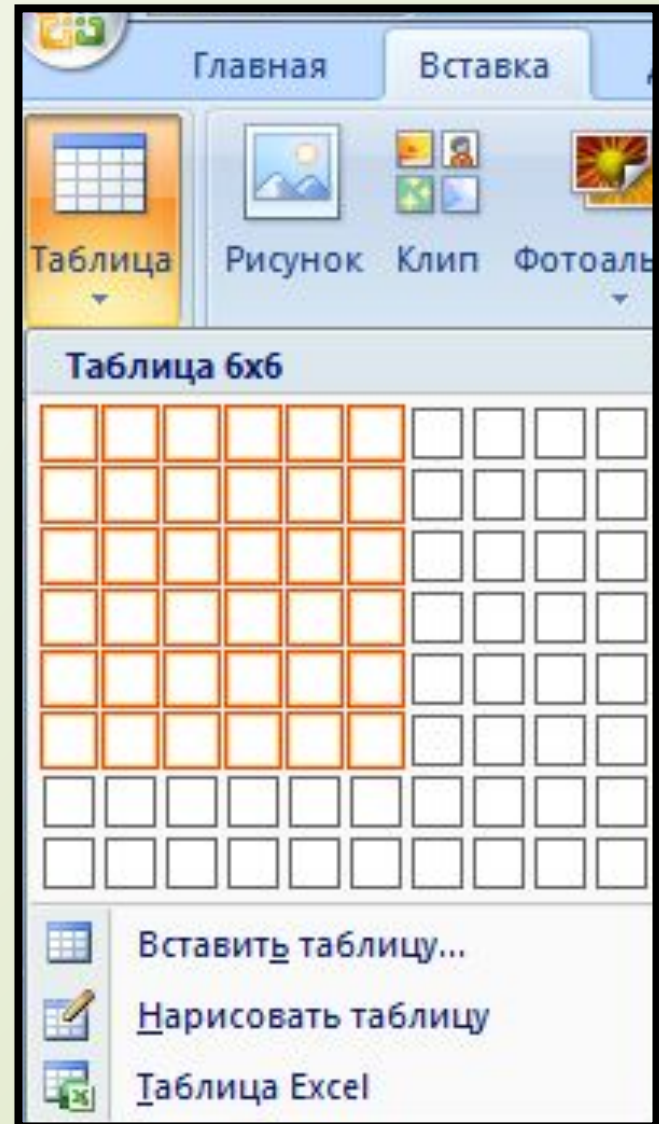 Главная Вставка
Таблица Рисунок Клип
Таблица 6x6
Вставить таблицу...
Нарисовать таблицу
Таблица Excel